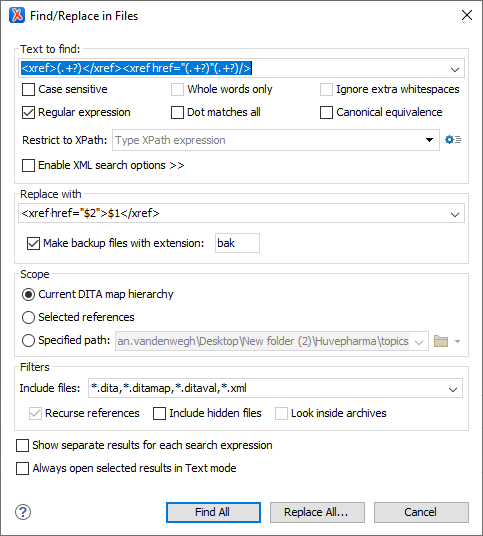 Find/Replace in Files
Text to find:
<xref>(.+?)</xref><xref·href="(.+?)"(.+?)/>
Case sensitive Whole words only Ignore extra whitespaces
Regular expression Dot matches all Canonical equivalence
Restrict to XPath: Type XPath expression
Enable XML search options >>
Replace with
<xref·href="$2">$1</xref>
Make backup files with extension: bak
Scope
Current DITA map hierarchy
Selected references
Specified path: an.vandenwegh\Desktop\New folder (2)\Huvepharma\topics
Filters
Include files: *.dita,*.ditamap,*.ditaval,*.xml
Recurse references Include hidden files Look inside archives
Show separate results for each search expression
Always open selected results in Text mode
? Find All Replace All... Cancel